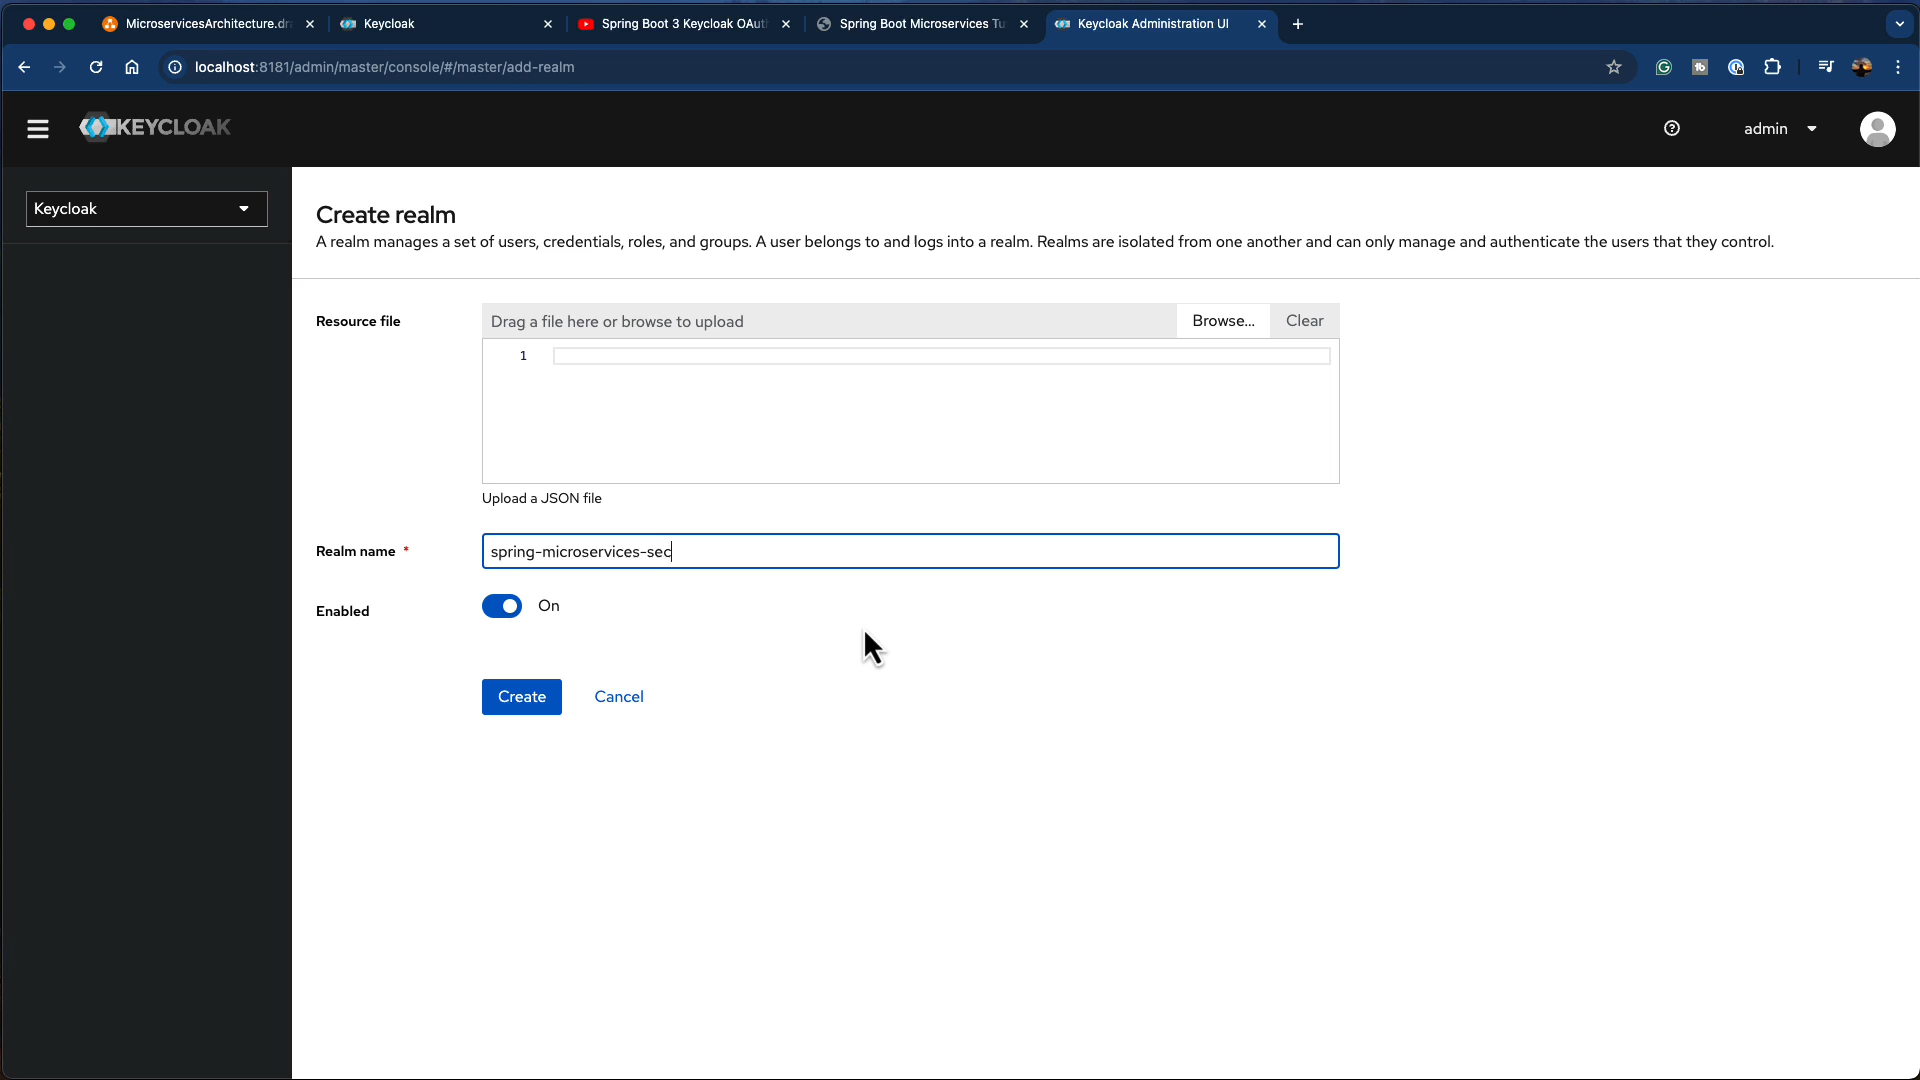 MicroservicesArchitecture.dr
Keycloak
Spring Boot 3 Keycloak OAut
Spring Boot Microservices Tu
Keycloak Administration UI
localhost:8181/admin/master/console/#/master/add-realm
KEYCLOAK
admin
Keycloak
Create realm
A realm manages a set of users, credentials, roles, and groups. A user belongs to and logs into a realm. Realms are isolated from one another and can only manage and authenticate the users that they control.
Resource file
Drag a file here or browse to upload
Browse...
Clear
1
Upload a JSON file
Realm name *
spring-microservices-sec
Enabled
On
Create
Cancel